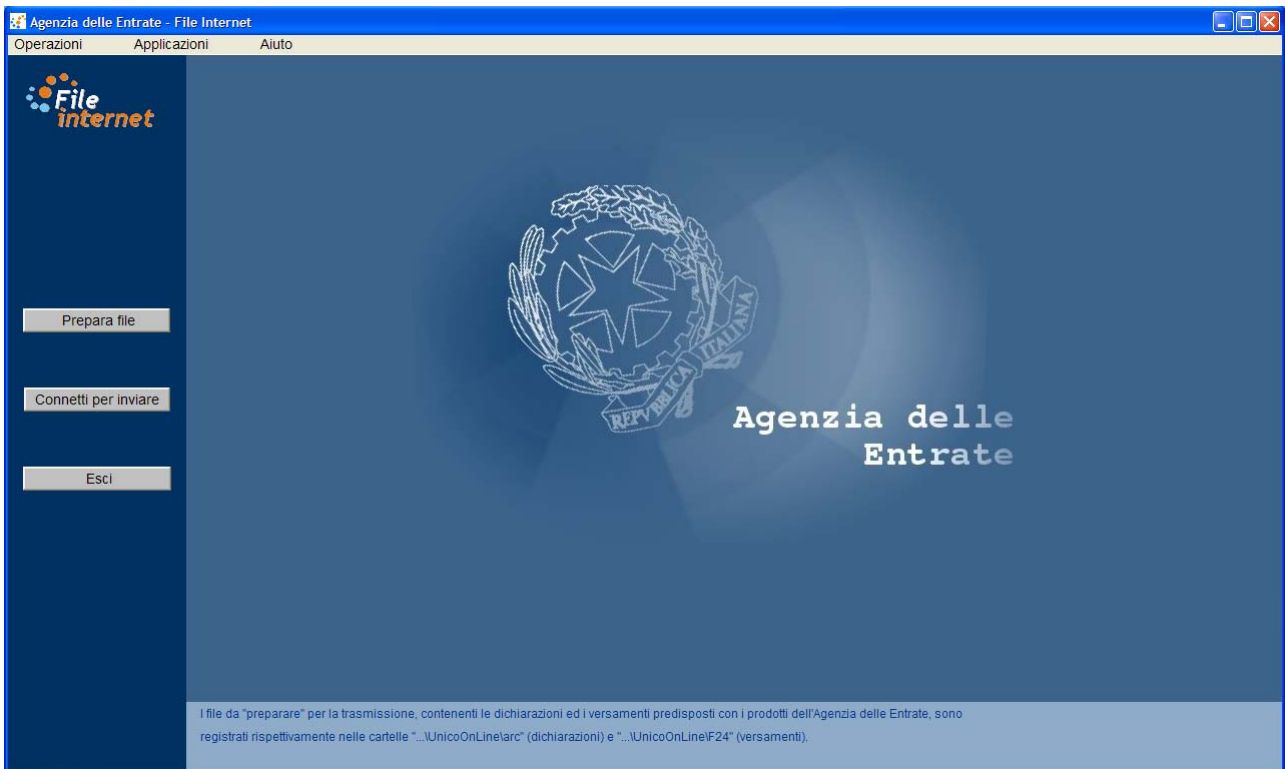 Agenzia delle Entrate - File Internet
Operazioni Applicazioni Aiuto
File
internet
Prepara file
Connetti per inviare
Esci
REPVBBLICA ITALIANA
Agenzia delle
Entrate
I file da "preparare" per la trasmissione, contenenti le dichiarazioni ed i versamenti predisposti con i prodotti dell'Agenzia delle Entrate, sono
registrati rispettivamente nelle cartelle "...\UnicoOnLine\arc" (dichiarazioni) e "...\UnicoOnLine\F24" (versamenti).